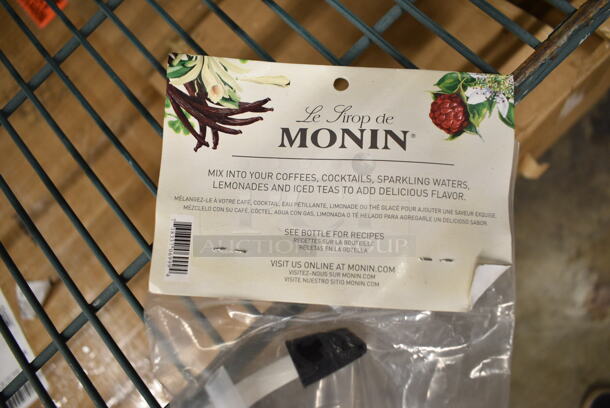 Le Sirop de
MONIN®
MIX INTO YOUR COFFEES, COCKTAILS, SPARKLING WATERS,
LEMONADES AND ICED TEAS TO ADD DELICIOUS FLAVOR.
MÉLANGEZ-LE À VOTRE CAFÉ, COCKTAIL, EAU PÉTILLANTE, LIMONADE OU THÉ GLACÉ POUR AJOUTER UNE SAVEUR EXQUISE.
MÉZCLELO CON SU CAFÉ, CÓCTEL, AGUA CON GAS, LIMONADA O TÉ HELADO PARA AGREGARLE UN DELICIOSO SABOR.
SEE BOTTLE FOR RECIPES
RECETTES SUR LA BOUTEILLE
RECETAS EN LA BOTELLA
AUCTION GROUP
VISIT US ONLINE AT MONIN.COM
VISITEZ-NOUS SUR MONIN.COM
VISITE NUESTRO SITIO MONIN.COM